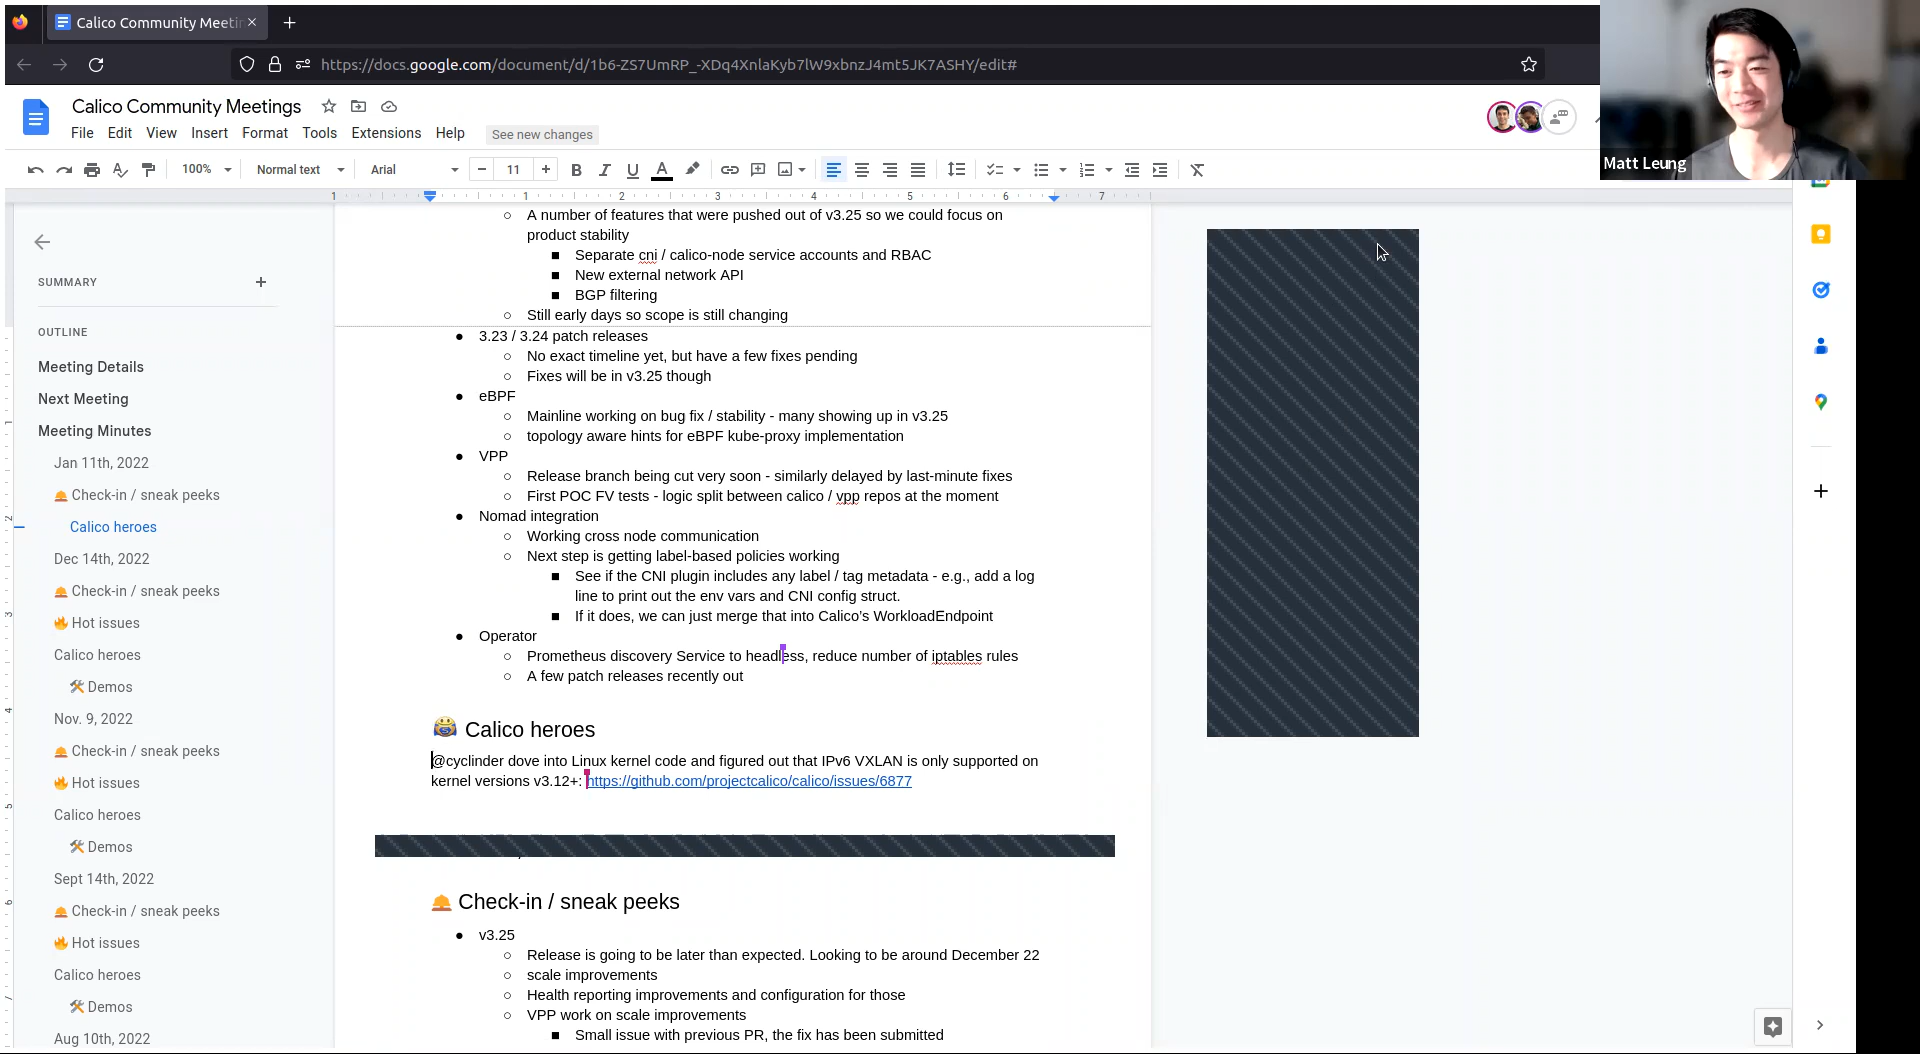 Calico Community Meetin
https://docs.google.com/document/d/1b6-ZS7UmRP_-XDq4XnlaKyb7lW9xbnzJ4mt5JK7ASHY/edit#
Calico Community Meetings
File Edit View Insert Format Tools Extensions Help See new changes
Matt Leung
100% Normal text Arial 11
1 1 2 3 4 5 6 7
SUMMARY
OUTLINE
Meeting Details
Next Meeting
Meeting Minutes
Jan 11th, 2022
Check-in / sneak peeks
Calico heroes
Dec 14th, 2022
Check-in / sneak peeks
Hot issues
Calico heroes
Demos
Nov. 9, 2022
Check-in / sneak peeks
Hot issues
Calico heroes
Demos
Sept 14th, 2022
Check-in / sneak peeks
Hot issues
Calico heroes
Demos
Aug 10th, 2022
1
2
3
4
5
6
7
○ A number of features that were pushed out of v3.25 so we could focus on
product stability
■ Separate cni / calico-node service accounts and RBAC
■ New external network API
■ BGP filtering
○ Still early days so scope is still changing
● 3.23 / 3.24 patch releases
○ No exact timeline yet, but have a few fixes pending
○ Fixes will be in v3.25 though
● eBPF
○ Mainline working on bug fix / stability - many showing up in v3.25
○ topology aware hints for eBPF kube-proxy implementation
● VPP
○ Release branch being cut very soon - similarly delayed by last-minute fixes
○ First POC FV tests - logic split between calico / vpp repos at the moment
● Nomad integration
○ Working cross node communication
○ Next step is getting label-based policies working
■ See if the CNI plugin includes any label / tag metadata - e.g., add a log
line to print out the env vars and CNI config struct.
■ If it does, we can just merge that into Calico’s WorkloadEndpoint
● Operator
○ Prometheus discovery Service to headless, reduce number of iptables rules
○ A few patch releases recently out
Calico heroes
@cyclinder dove into Linux kernel code and figured out that IPv6 VXLAN is only supported on
kernel versions v3.12+: https://github.com/projectcalico/calico/issues/6877
Check-in / sneak peeks
● v3.25
○ Release is going to be later than expected. Looking to be around December 22
○ scale improvements
○ Health reporting improvements and configuration for those
○ VPP work on scale improvements
■ Small issue with previous PR, the fix has been submitted